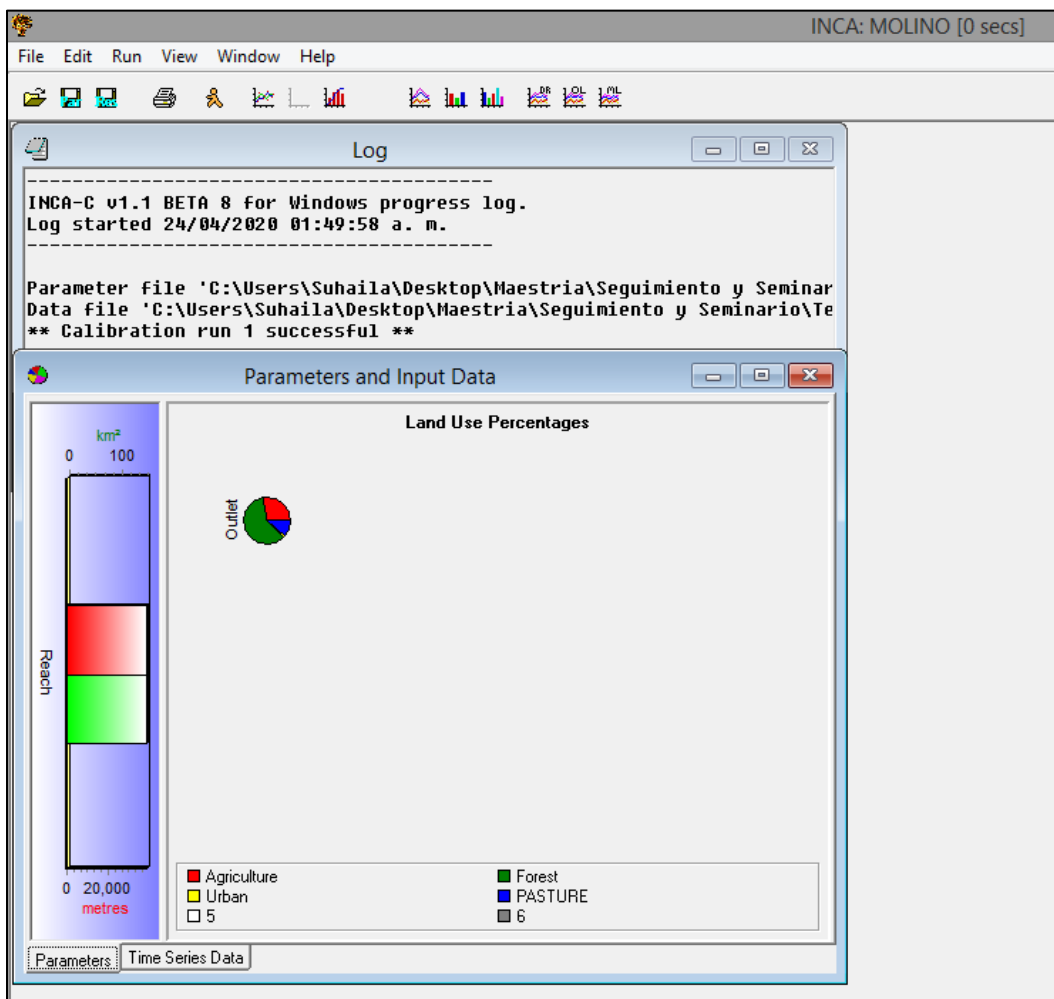 INCA: MOLINO [0 secs]
File Edit Run View Window Help
DR OL ML
Log
-----------------------------------------
INCA-C v1.1 BETA 8 for Windows progress log.
Log started 24/04/2020 01:49:58 a. m.
-----------------------------------------
Parameter file 'C:\Users\Suhaila\Desktop\Maestria\Seguimiento y Seminar
Data file 'C:\Users\Suhaila\Desktop\Maestria\Seguimiento y Seminario\Te
** Calibration run 1 successful **
Parameters and Input Data
km²
0 100
Reach
0 20,000
metres
Land Use Percentages
Outlet
Agriculture
Forest
Urban
PASTURE
5
6
Parameters Time Series Data